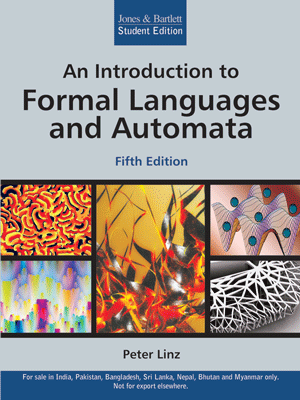 Jones & Bartlett
Student Edition
An Introduction to
Formal Languages
and Automata
Fifth Edition
Peter Linz
For sale in India, Pakistan, Bangladesh, Sri Lanka, Nepal, Bhutan and Myanmar only.
Not for export elsewhere.